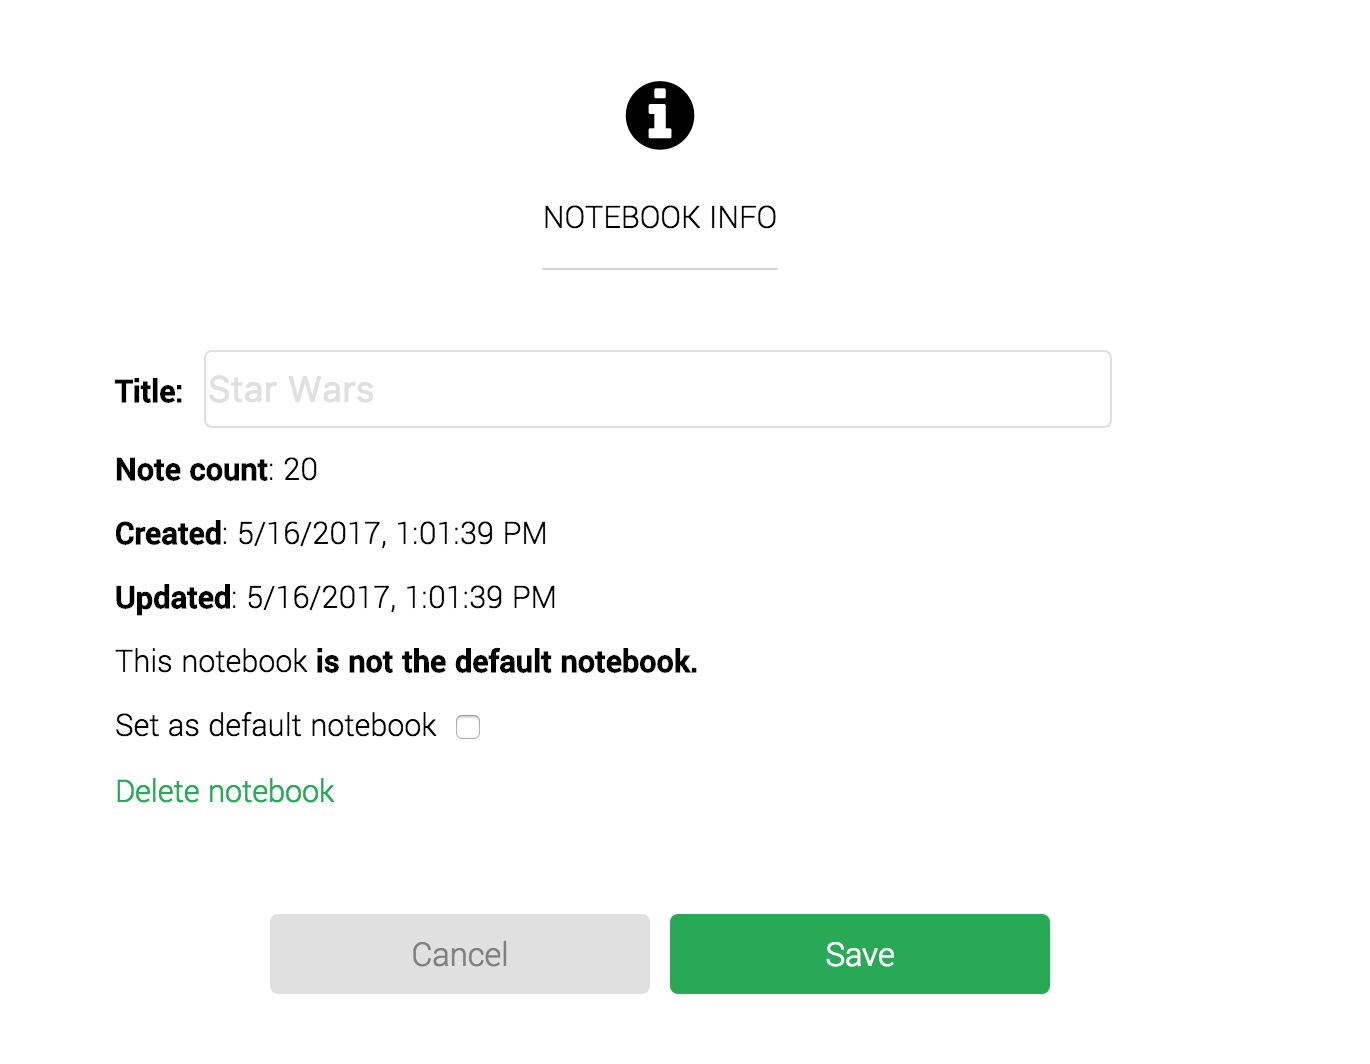 NOTEBOOK INFO
Title: Star Wars
Note count: 20
Created: 5/16/2017, 1:01:39 PM
Updated: 5/16/2017, 1:01:39 PM
This notebook is not the default notebook.
Set as default notebook
Delete notebook
Cancel Save